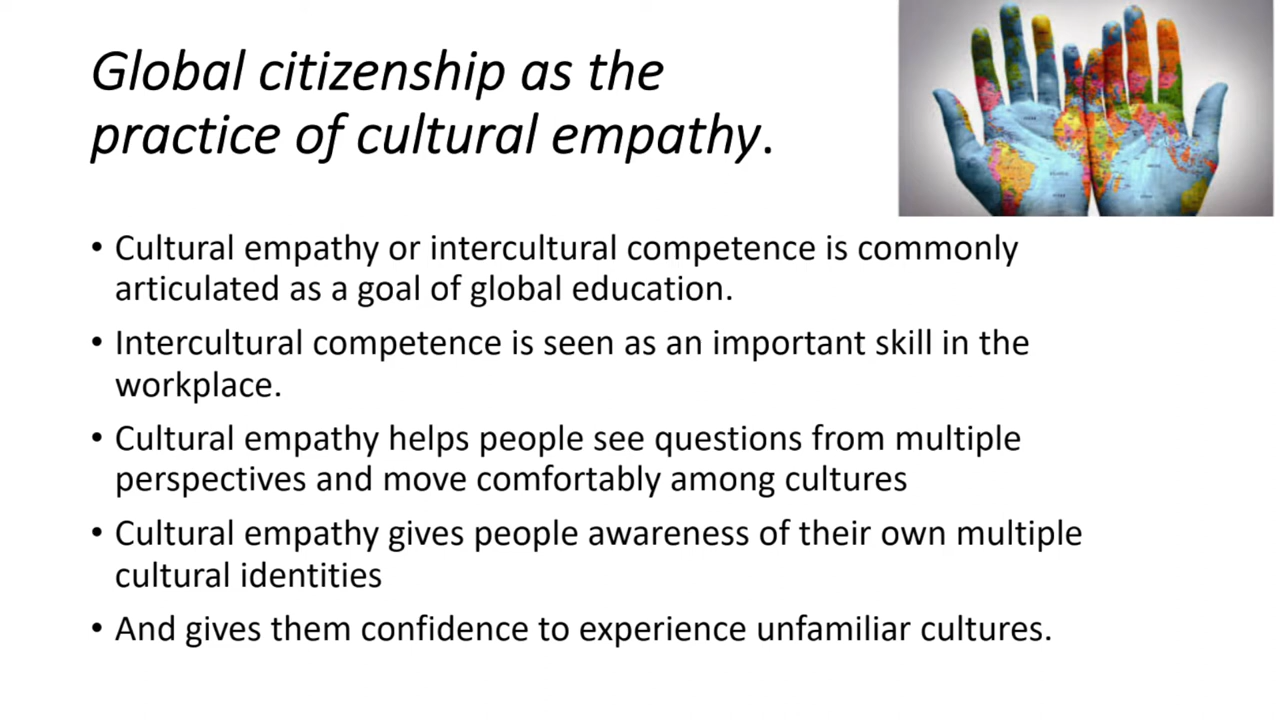 Global citizenship as the
practice of cultural empathy.
• Cultural empathy or intercultural competence is commonly
articulated as a goal of global education.
• Intercultural competence is seen as an important skill in the
workplace.
• Cultural empathy helps people see questions from multiple
perspectives and move comfortably among cultures
• Cultural empathy gives people awareness of their own multiple
cultural identities
• And gives them confidence to experience unfamiliar cultures.